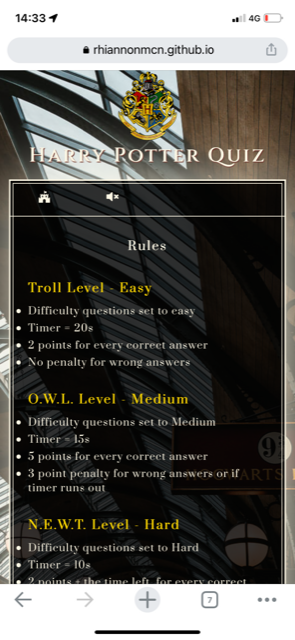 14:33
4G
rhiannonmcn.github.io
Harry Potter Quiz
Rules
Troll Level - Easy
Difficulty questions set to easy
Timer = 20s
2 points for every correct answer
No penalty for wrong answers
O.W.L. Level - Medium
Difficulty questions set to Medium
Timer = 15s
5 points for every correct answer
3 point penalty for wrong answers or if
timer runs out
N.E.W.T. Level - Hard
Difficulty questions set to Hard
Timer = 10s
2 points + the time left, for every correct
7